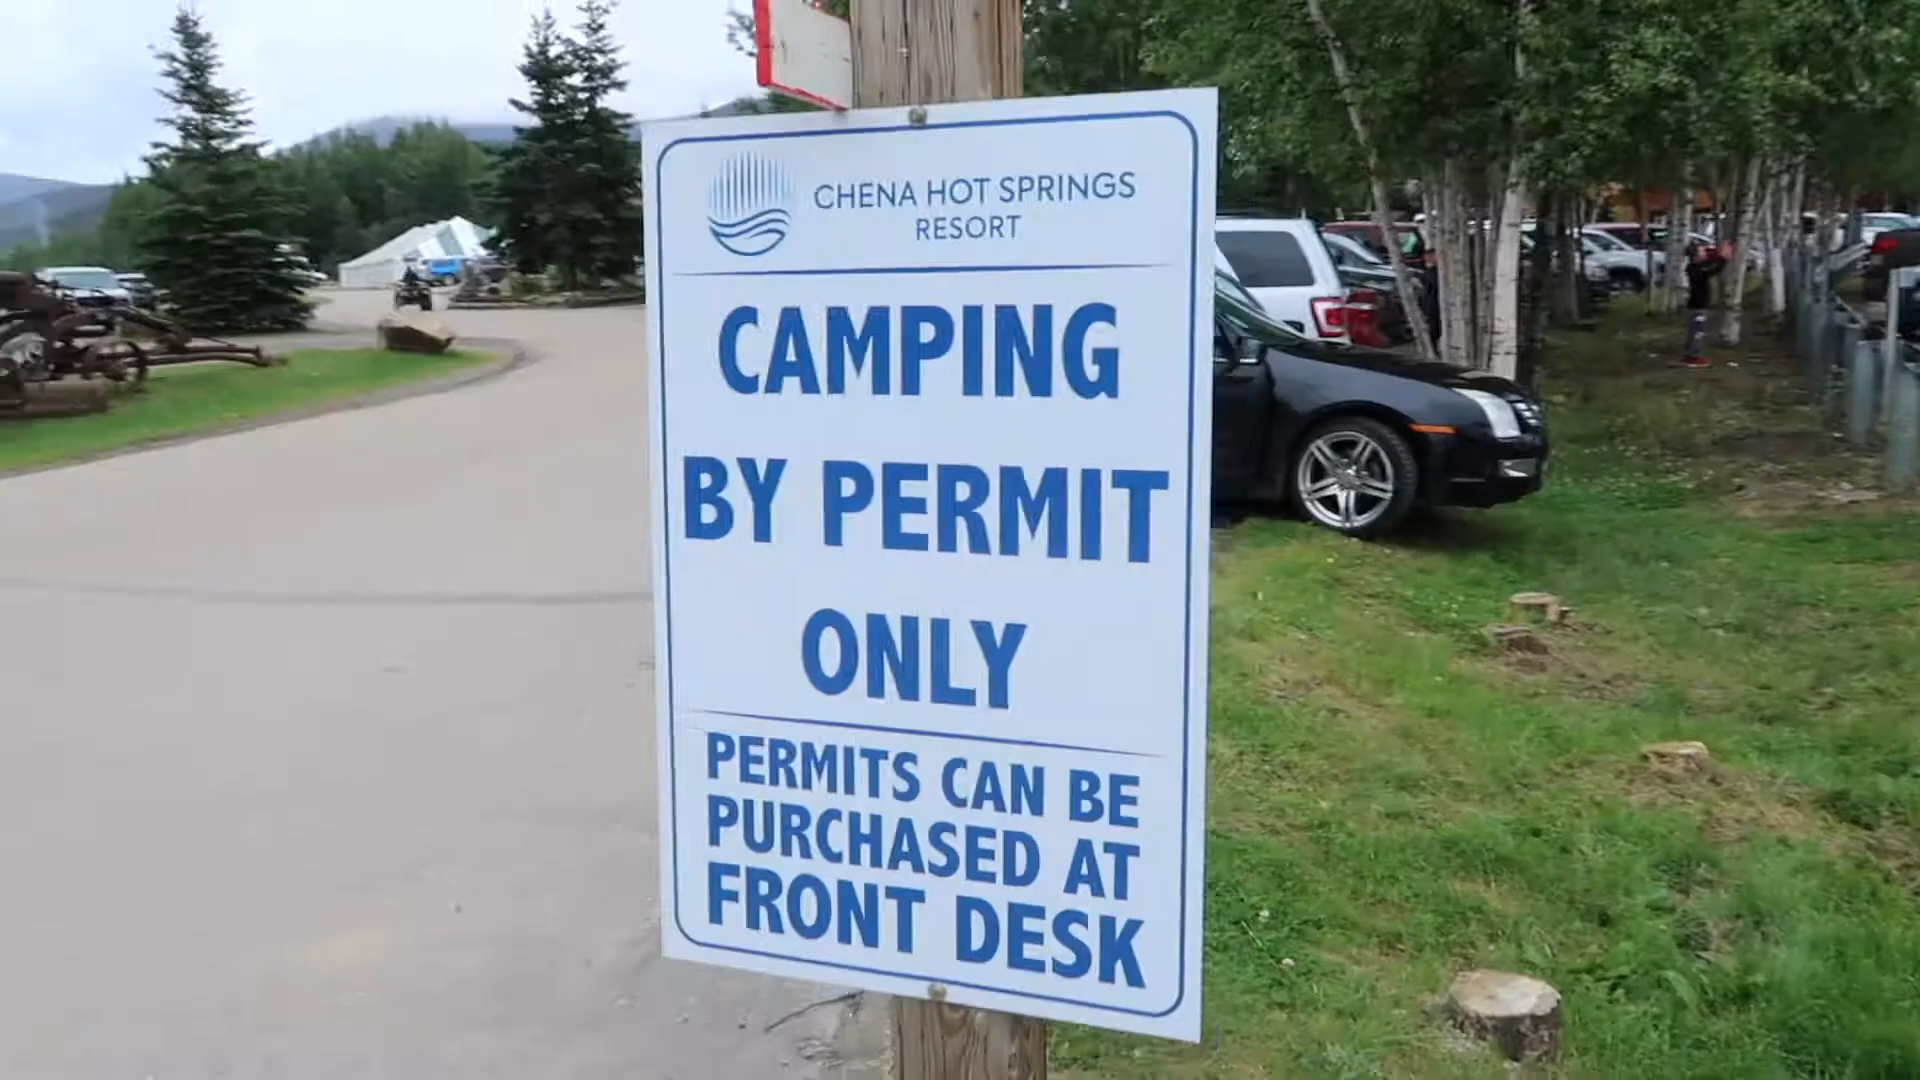 CHENA HOT SPRINGS
RESORT
CAMPING
BY PERMIT
ONLY
PERMITS CAN BE
PURCHASED AT
FRONT DESK